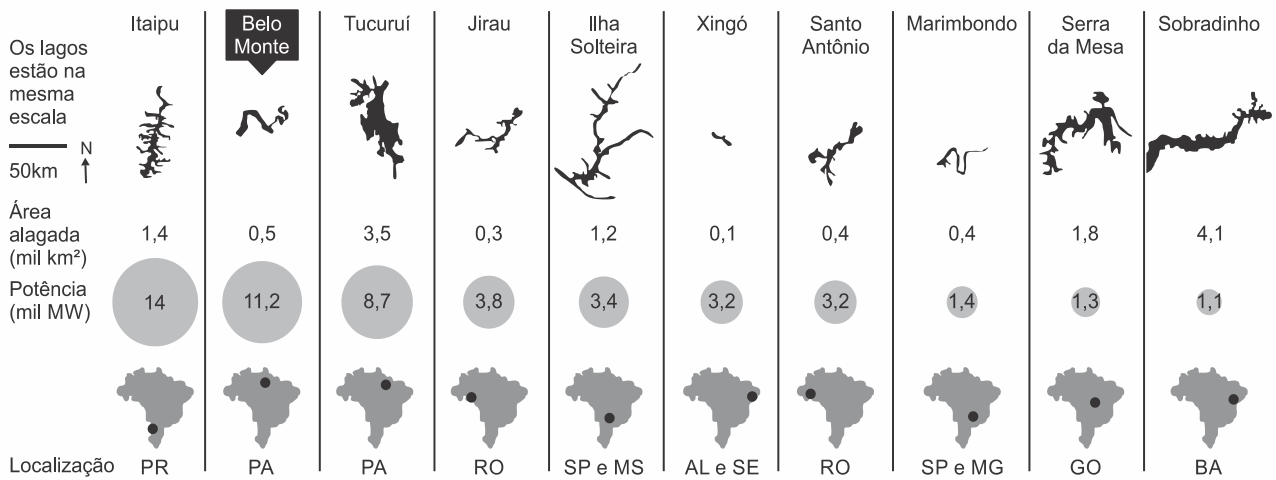 Itaipu
Belo
Monte
Tucuruí
Jirau
Ilha
Solteira
Xingó
Santo
Antônio
Marimbondo
Serra
da Mesa
Sobradinho
Os lagos
estão na
mesma
escala
N
50km
Área
alagada
(mil km²)
1,4 0,5 3,5 0,3 1,2 0,1 0,4 0,4 1,8 4,1
Potência
(mil MW)
14 11,2 8,7 3,8 3,4 3,2 3,2 1,4 1,3 1,1
Localização PR PA PA RO SP e MS AL e SE RO SP e MG GO BA